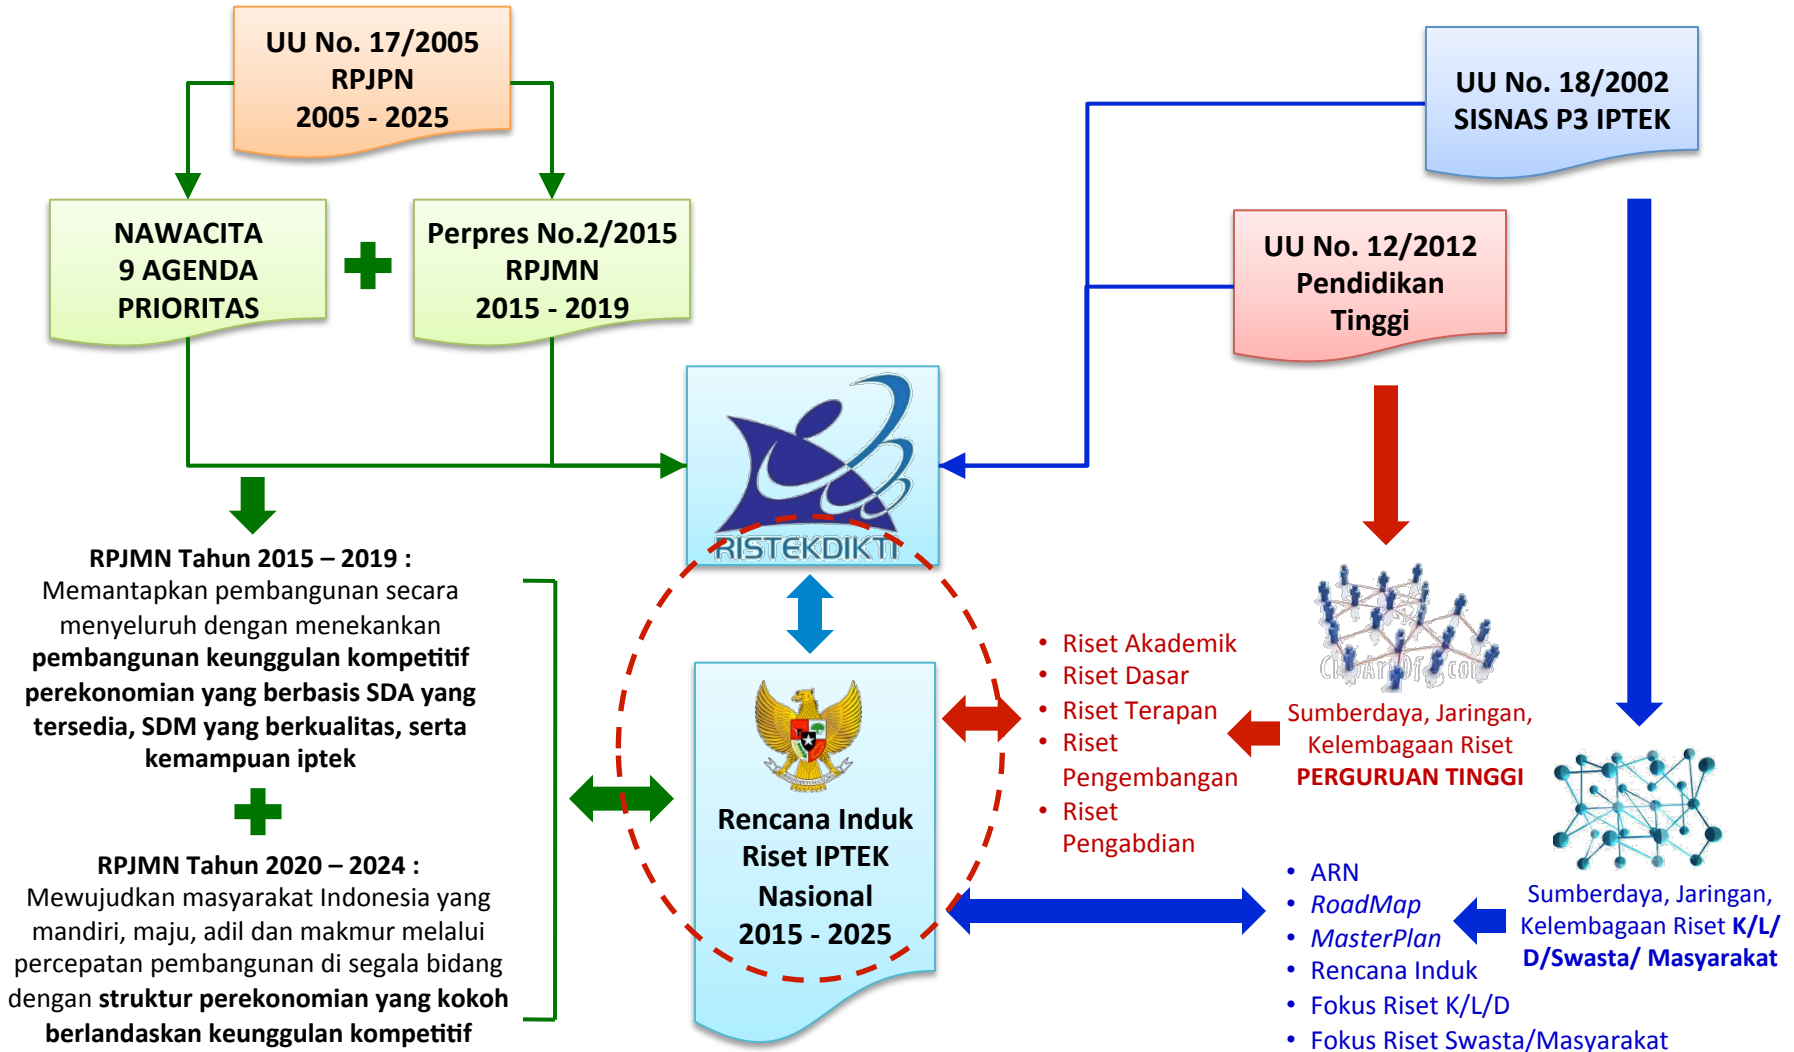 UU No. 17/2005
RPJPN
2005 - 2025
UU No. 18/2002
SISNAS P3 IPTEK
NAWACITA
9 AGENDA
PRIORITAS
Perpres No.2/2015
RPJMN
2015 - 2019
UU No. 12/2012
Pendidikan
Tinggi
RISTEKDIKTI
RPJMN Tahun 2015 – 2019 :
Memantapkan pembangunan secara
menyeluruh dengan menekankan
pembangunan keunggulan kompetitif
perekonomian yang berbasis SDA yang
tersedia, SDM yang berkualitas, serta
kemampuan iptek
RPJMN Tahun 2020 – 2024 :
Mewujudkan masyarakat Indonesia yang
mandiri, maju, adil dan makmur melalui
percepatan pembangunan di segala bidang
dengan struktur perekonomian yang kokoh
berlandaskan keunggulan kompetitif
Rencana Induk
Riset IPTEK
Nasional
2015 - 2025
• Riset Akademik
• Riset Dasar
• Riset Terapan
• Riset
Pengembangan
• Riset
Pengabdian
Sumberdaya, Jaringan,
Kelembagaan Riset
PERGURUAN TINGGI
• ARN
• RoadMap
• MasterPlan
• Rencana Induk
• Fokus Riset K/L/D
• Fokus Riset Swasta/Masyarakat
Sumberdaya, Jaringan,
Kelembagaan Riset K/L/
D/Swasta/ Masyarakat